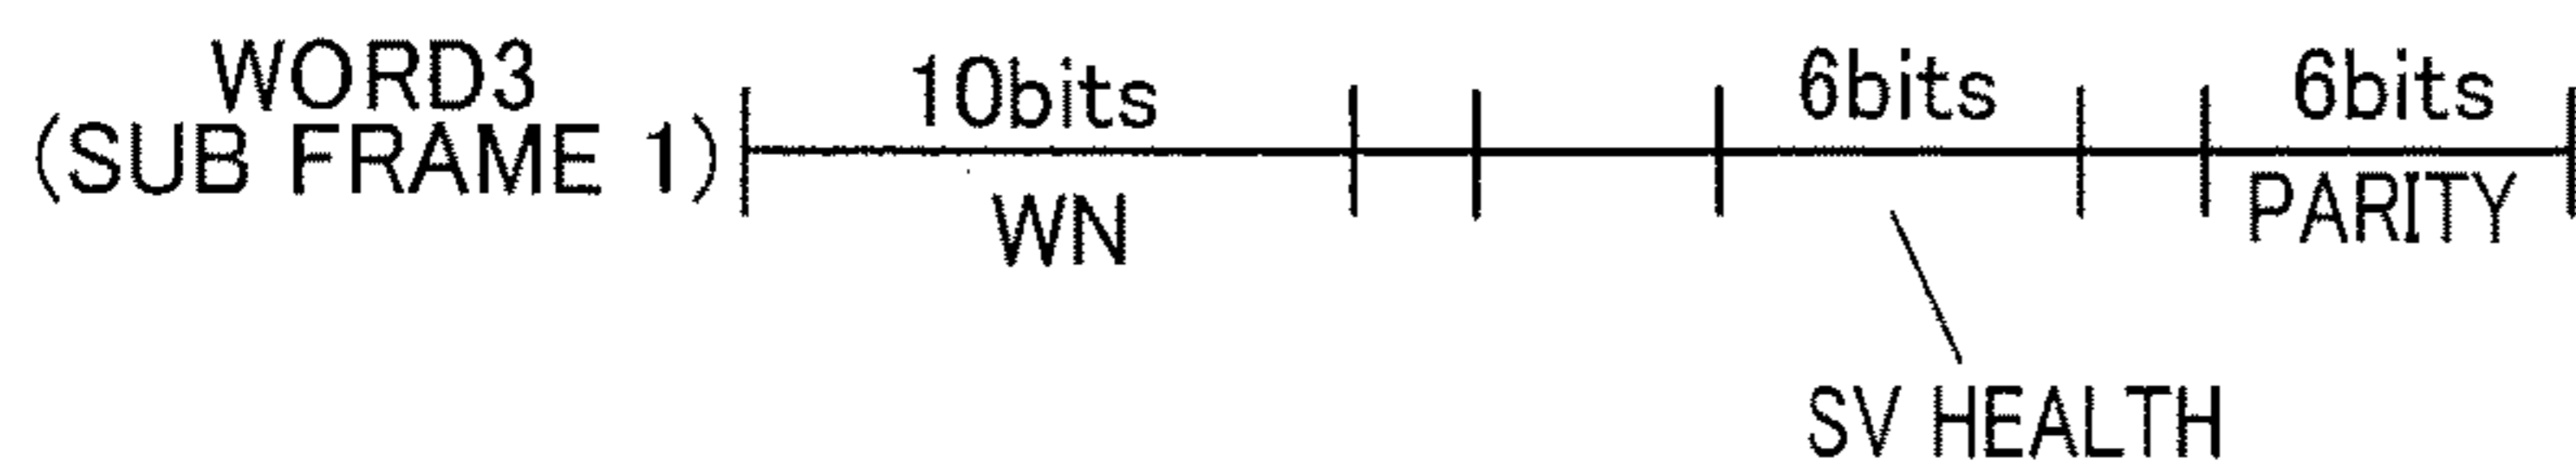 WORD3
(SUB FRAME 1)
10bits
6bits
6bits
WN
PARITY
SV HEALTH